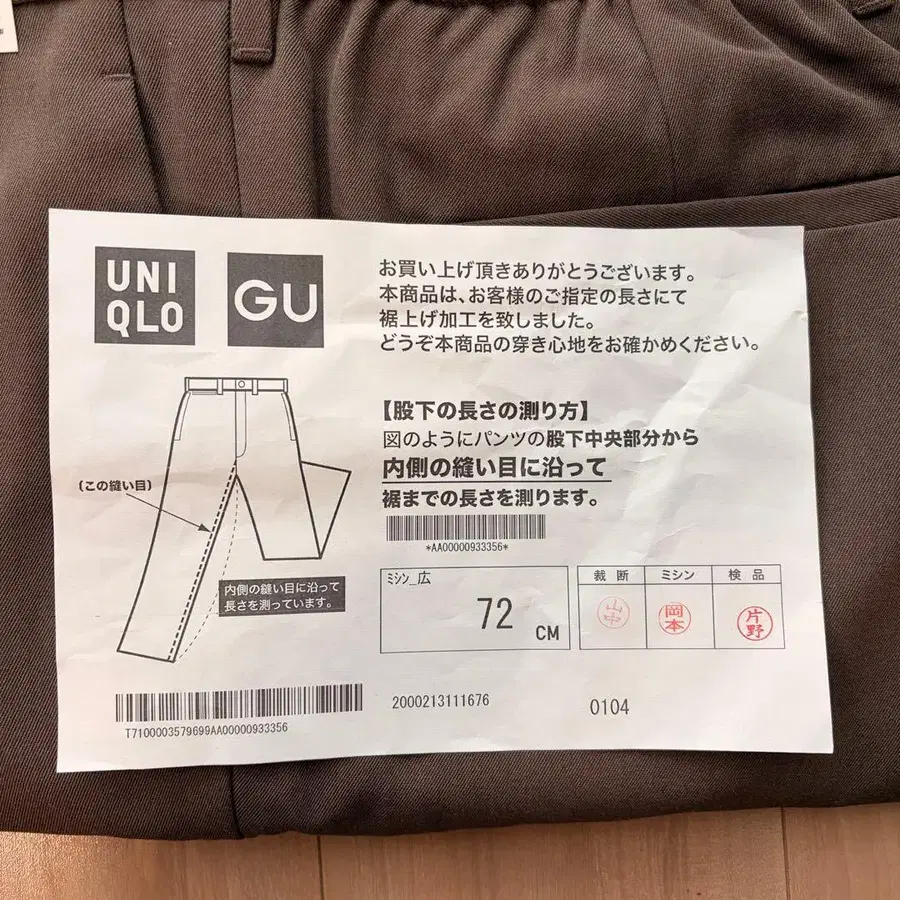 UNI
QLO
GU
お買い上げ頂きありがとうございます。
本商品は、お客様のご指定の長さにて
裾上げ加工を致しました。
どうぞ本商品の穿き心地をお確かめください。
【股下の長さの測り方】
図のようにパンツの股下中央部分から
内側の縫い目に沿って
裾までの長さを測ります。
(この縫い目)
内側の縫い目に沿って
長さを測っています。
*AA00000933356*
ﾐｼﾝ_広
72 CM
裁断 ミシン 検品
山中 岡本 片野
T7100003579699AA00000933356
2000213111676
0104